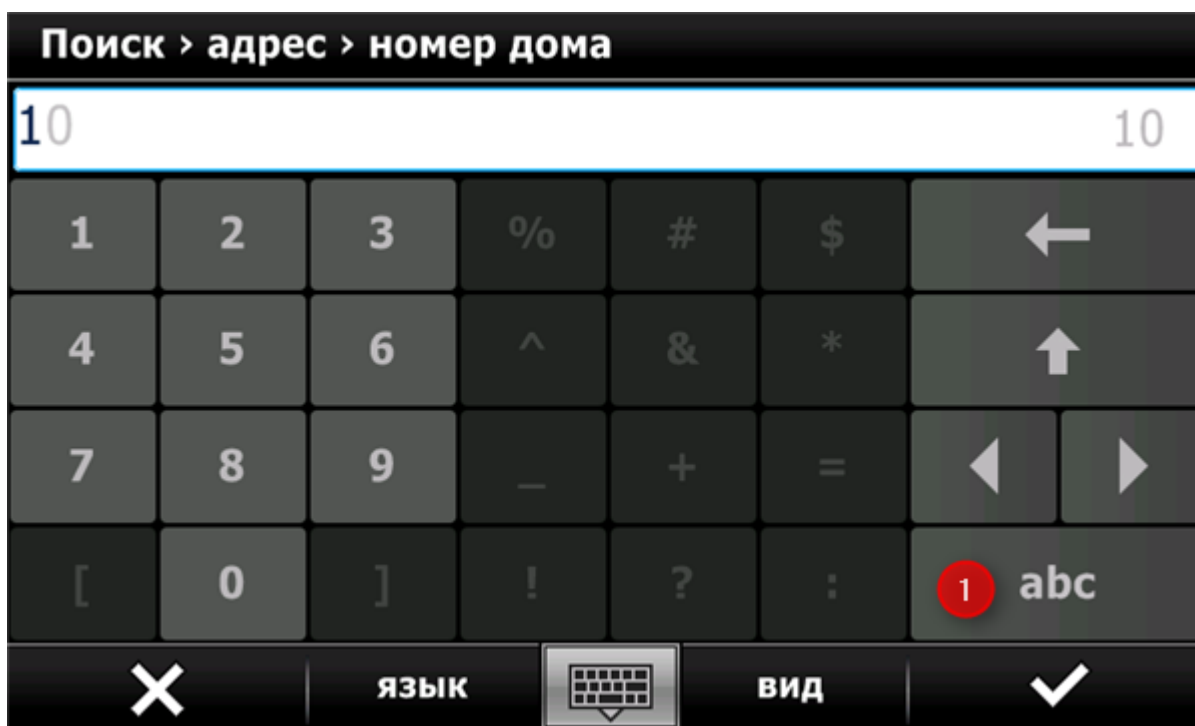 Поиск › адрес › номер дома
10 10
1 2 3 % # $
4 5 6 ^ & *
7 8 9 _ + =
[ 0 ] ! ? : 1 abc
язык вид